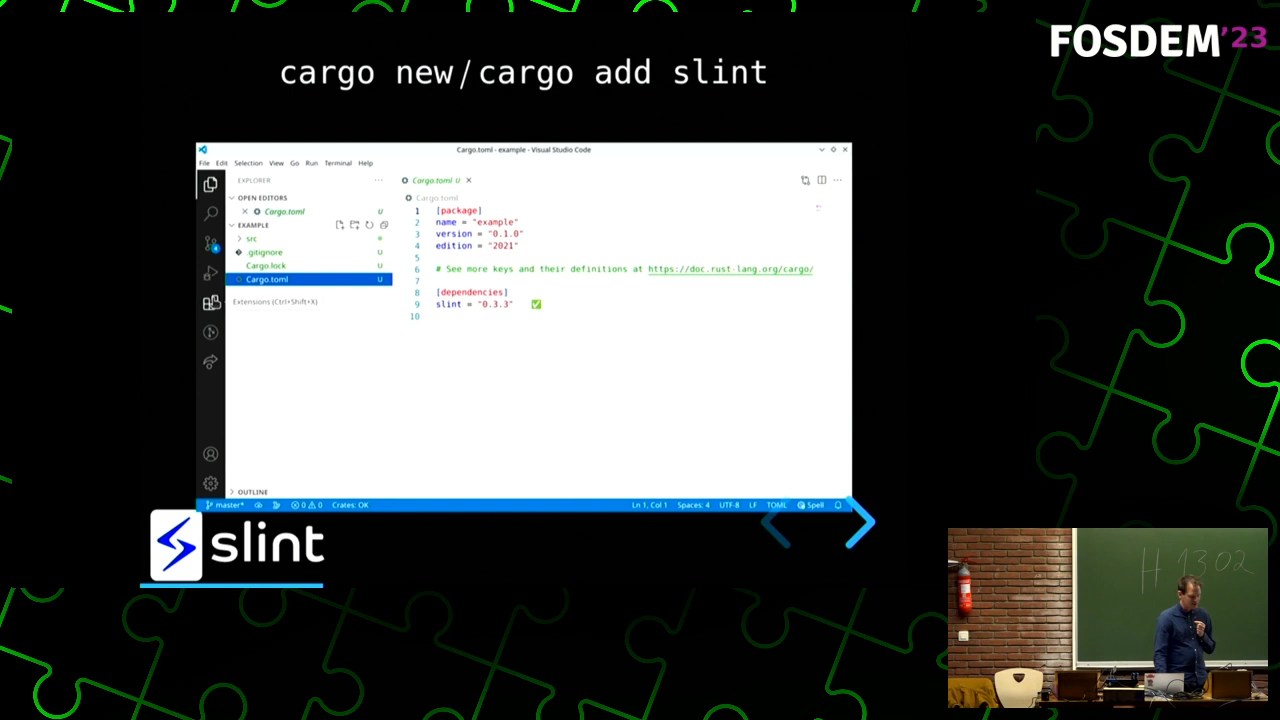 FOSDEM'23
cargo new/cargo add slint
Cargo.toml - example - Visual Studio Code
File Edit Selection View Go Run Terminal Help
EXPLORER
OPEN EDITORS
Cargo.toml U
EXAMPLE
src
.gitignore U
Cargo.lock U
Cargo.toml U
Extensions (Ctrl+Shift+X)
OUTLINE
Cargo.toml U
Cargo.toml
1 [package]
2 name = "example"
3 version = "0.1.0"
4 edition = "2021"
5
6 # See more keys and their definitions at https://doc.rust-lang.org/cargo/
7
8 [dependencies]
9 slint = "0.3.3" ✅
10
4
master* 0 0 Crates: OK Ln 1, Col 1 Spaces: 4 UTF-8 LF TOML Spell
slint
H 1302